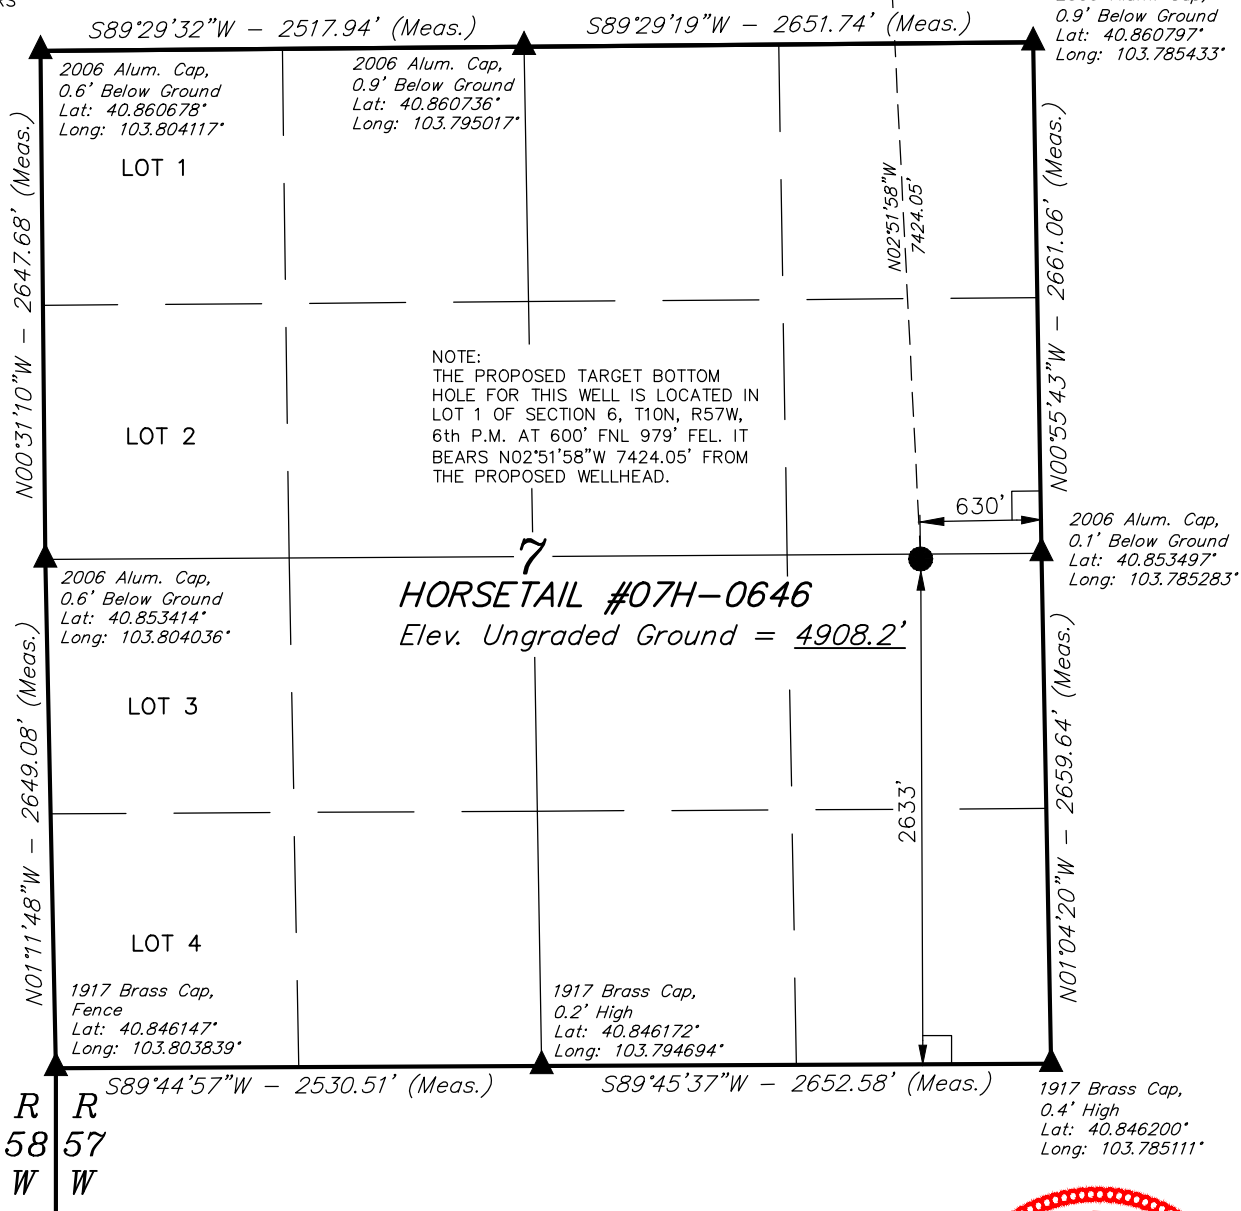 S89°29'32"W - 2517.94' (Meas.)
S89°29'19"W - 2651.74' (Meas.)
0.9' Below Ground
Lat: 40.860797°
Long: 103.785433°
2006 Alum. Cap,
0.6' Below Ground
Lat: 40.860678°
Long: 103.804117°
2006 Alum. Cap,
0.9' Below Ground
Lat: 40.860736°
Long: 103.795017°
LOT 1
N00°31'10"W - 2647.68' (Meas.)
N02°51'58"W
7424.05'
N00°55'43"W - 2661.06' (Meas.)
LOT 2
NOTE:
THE PROPOSED TARGET BOTTOM
HOLE FOR THIS WELL IS LOCATED IN
LOT 1 OF SECTION 6, T10N, R57W,
6th P.M. AT 600' FNL 979' FEL. IT
BEARS N02°51'58"W 7424.05' FROM
THE PROPOSED WELLHEAD.
630'
2006 Alum. Cap,
0.1' Below Ground
Lat: 40.853497°
Long: 103.785283°
7
HORSETAIL #07H-0646
Elev. Ungraded Ground = 4908.2'
2006 Alum. Cap,
0.6' Below Ground
Lat: 40.853414°
Long: 103.804036°
LOT 3
N01°11'48"W - 2649.08' (Meas.)
2633'
N01°04'20"W - 2659.64' (Meas.)
LOT 4
1917 Brass Cap,
Fence
Lat: 40.846147°
Long: 103.803839°
1917 Brass Cap,
0.2' High
Lat: 40.846172°
Long: 103.794694°
S89°44'57"W - 2530.51' (Meas.)
S89°45'37"W - 2652.58' (Meas.)
1917 Brass Cap,
0.4' High
Lat: 40.846200°
Long: 103.785111°
R R
58 57
W W